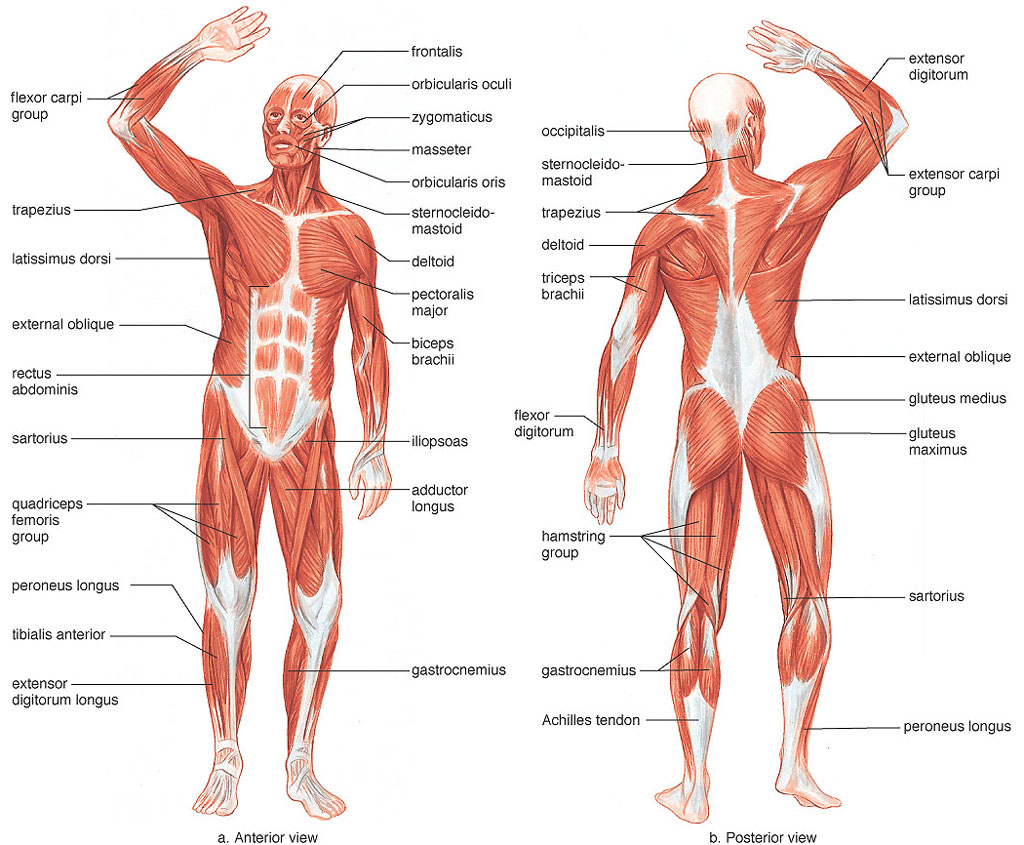 frontalis
orbicularis oculi
flexor carpi
group
zygomaticus
masseter
orbicularis oris
trapezius
sternocleido-
mastoid
latissimus dorsi
deltoid
pectoralis
major
external oblique
biceps
brachii
rectus
abdominis
sartorius
iliopsoas
quadriceps
femoris
group
adductor
longus
peroneus longus
tibialis anterior
gastrocnemius
extensor
digitorum longus
a. Anterior view
extensor
digitorum
occipitalis
sternocleido-
mastoid
extensor carpi
group
trapezius
deltoid
triceps
brachii
latissimus dorsi
external oblique
gluteus medius
flexor
digitorum
gluteus
maximus
hamstring
group
sartorius
gastrocnemius
Achilles tendon
peroneus longus
b. Posterior view